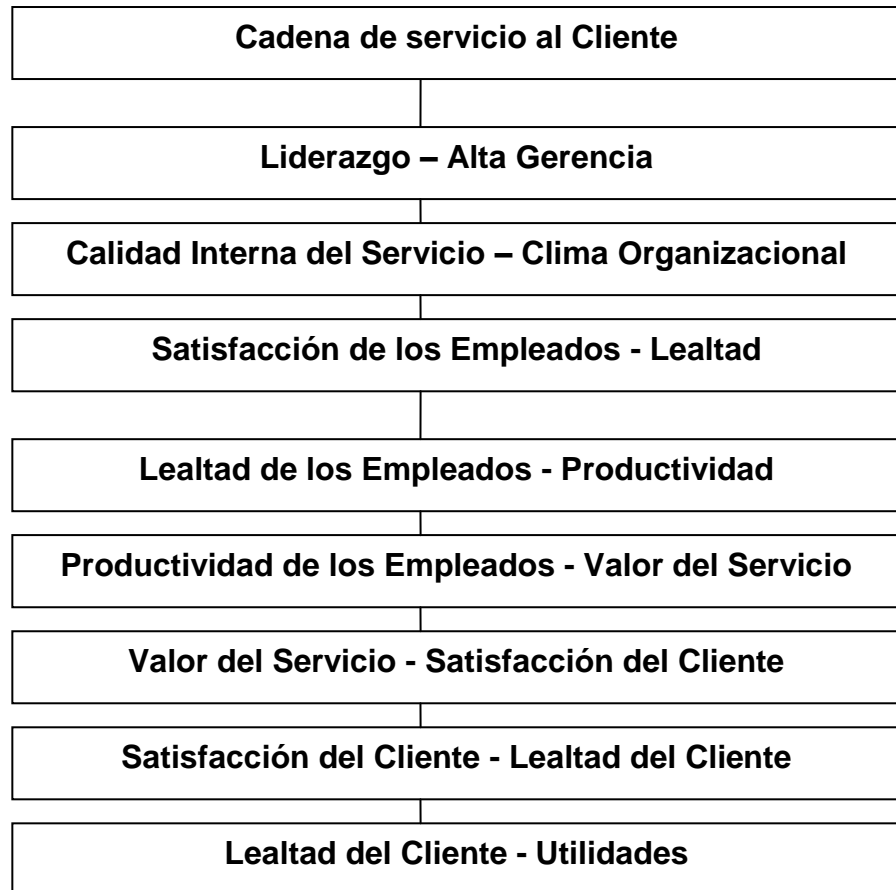 Cadena de servicio al Cliente
Liderazgo – Alta Gerencia
Calidad Interna del Servicio – Clima Organizacional
Satisfacción de los Empleados - Lealtad
Lealtad de los Empleados - Productividad
Productividad de los Empleados - Valor del Servicio
Valor del Servicio - Satisfacción del Cliente
Satisfacción del Cliente - Lealtad del Cliente
Lealtad del Cliente - Utilidades